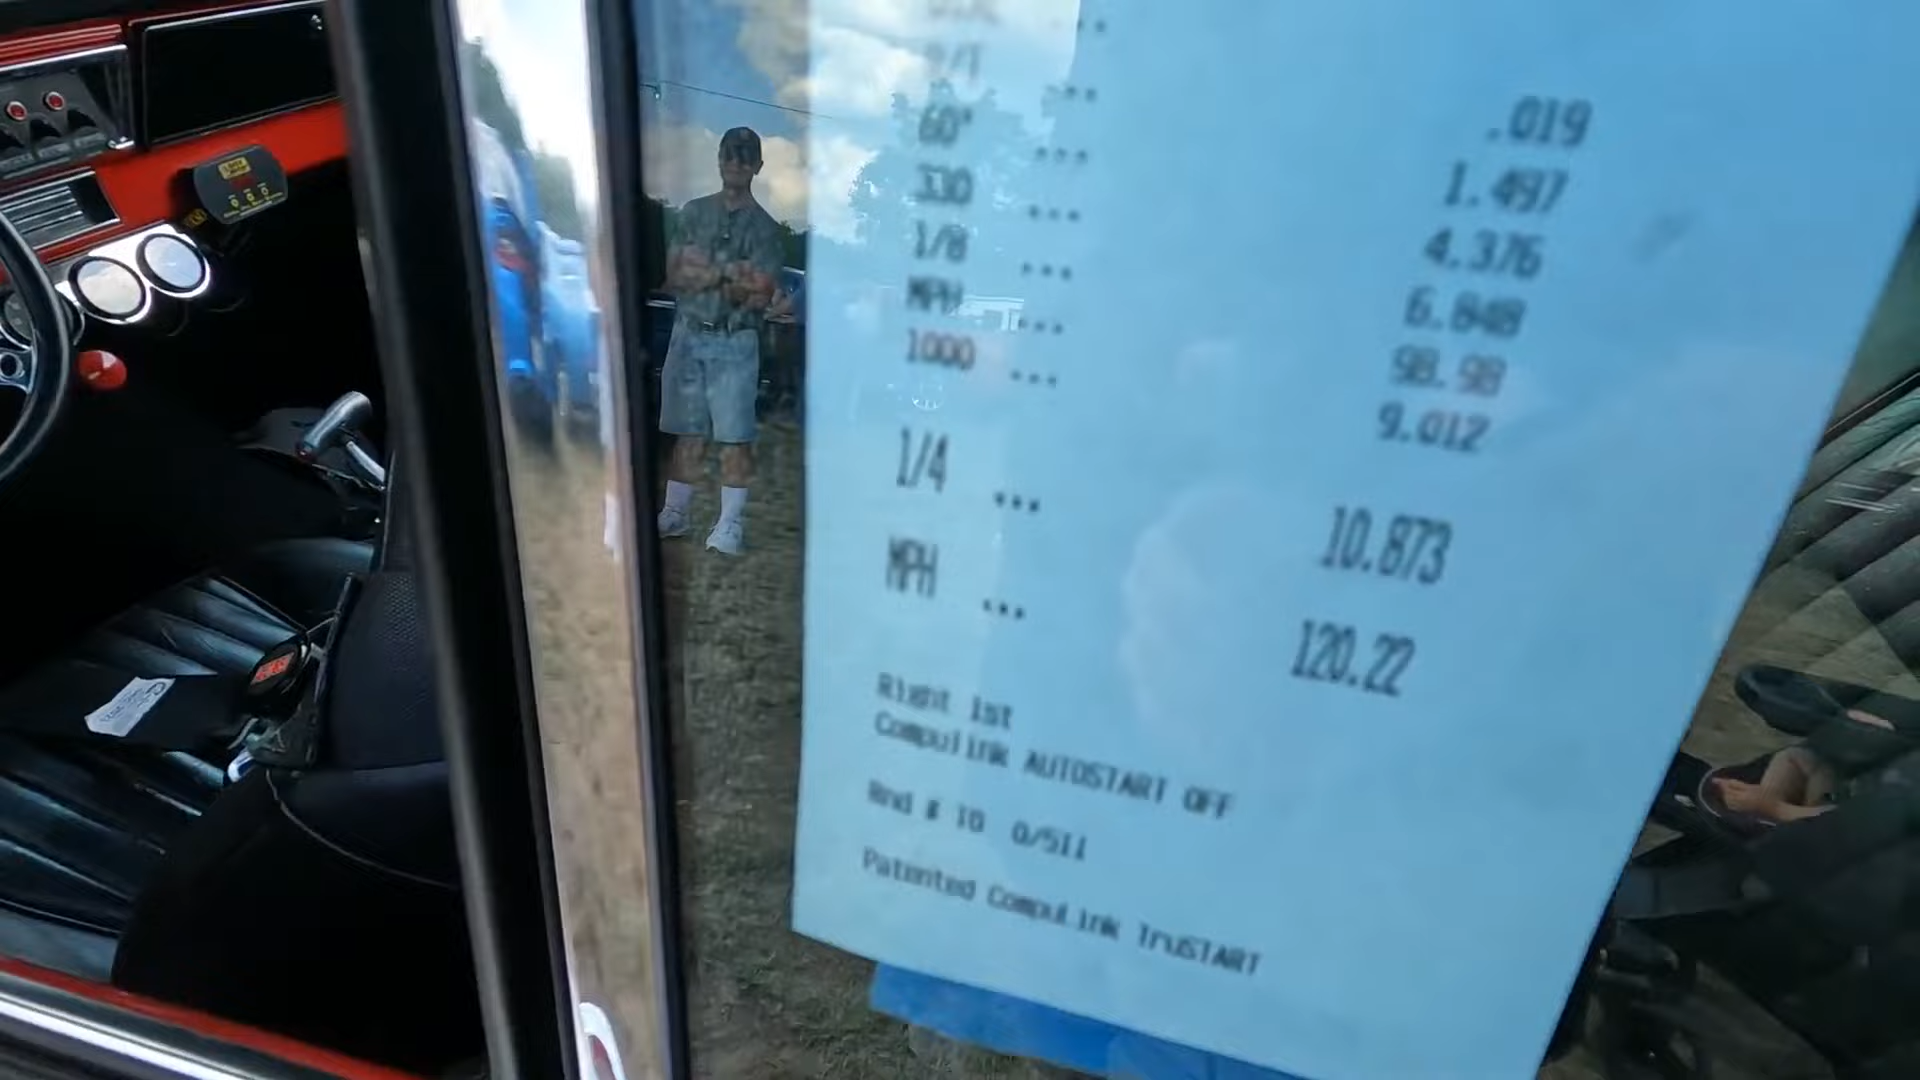 R/T ... .019
60' ... 1.497
330 ... 4.376
1/8 ... 6.848
MPH ... 98.98
1000 ... 9.012
1/4 ... 10.873
MPH ... 120.22
Right 1st
Compulink AUTOSTART OFF
Rnd # 10 0/511
Patented CompuLink TruSTART